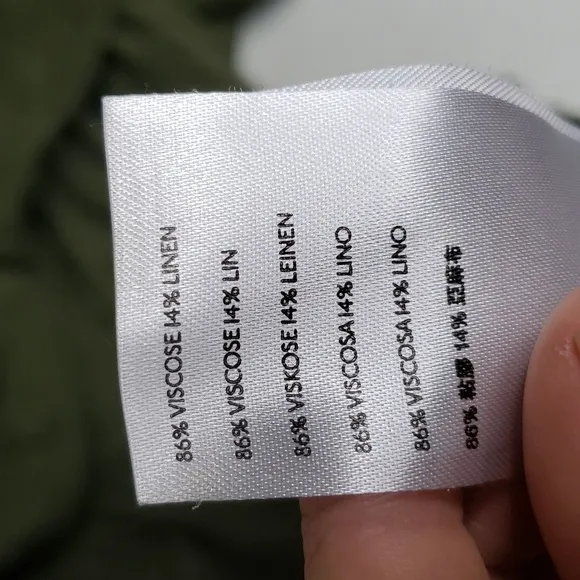 86% VISCOSE 14% LINEN
86% VISCOSE 14% LIN
86% VISKOSE 14% LEINEN
86% VISCOSA 14% LINO
86% VISCOSA 14% LINO
86% 粘膠 14% 亞麻布